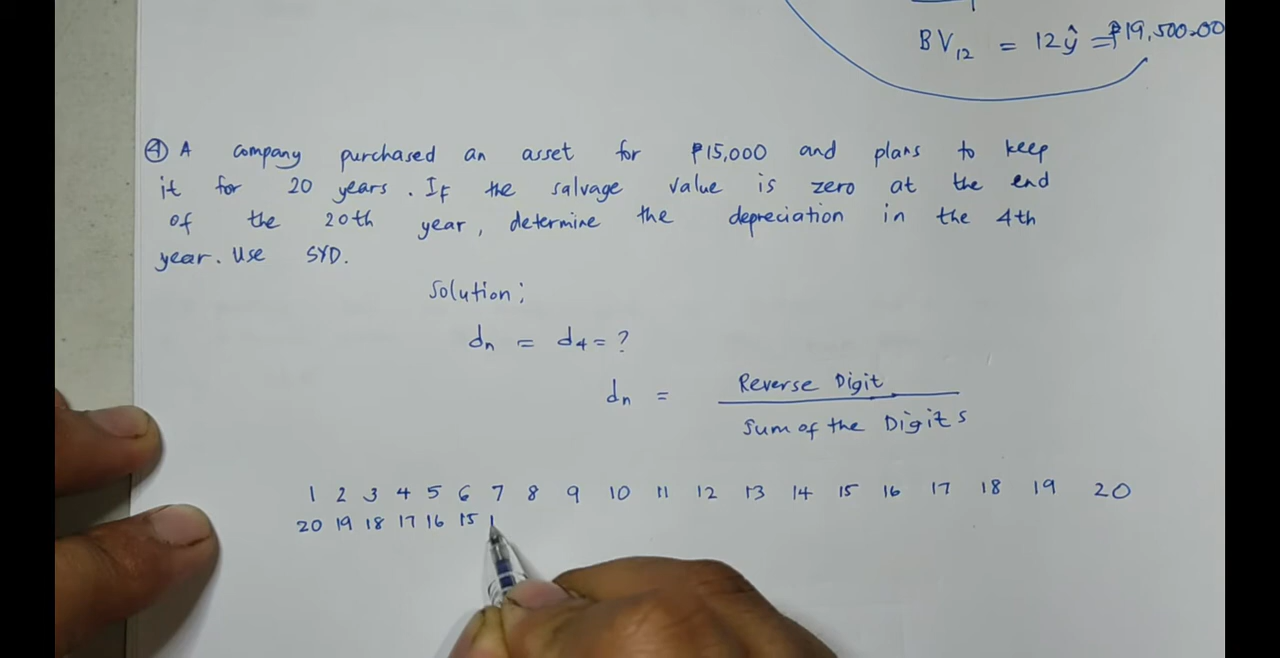 BV12 = 12ŷ = ₱19,500.00
④ A company purchased an asset for ₱15,000 and plans to keep
it for 20 years. If the salvage value is zero at the end
of the 20th year, determine the depreciation in the 4th
year. Use SYD.
Solution:
dn = d4 = ?
dn = Reverse Digit
Sum of the Digits
1 2 3 4 5 6 7 8 9 10 11 12 13 14 15 16 17 18 19 20
20 19 18 17 16 15 1